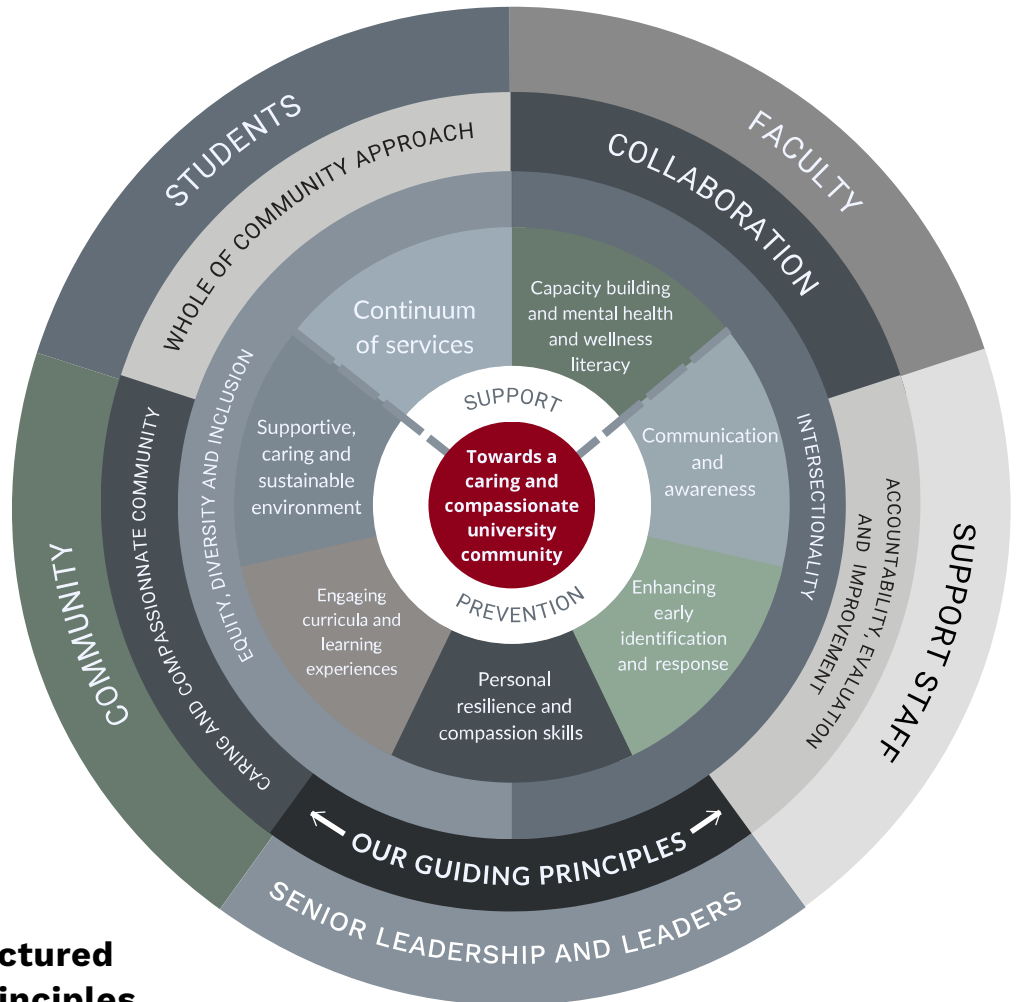 STUDENTS
FACULTY
SUPPORT STAFF
SENIOR LEADERSHIP AND LEADERS
COMMUNITY
WHOLE OF COMMUNITY APPROACH
COLLABORATION
ACCOUNTABILITY, EVALUATION
AND IMPROVEMENT
OUR GUIDING PRINCIPLES
CARING AND COMPASSIONNATE COMMUNITY
EQUITY, DIVERSITY AND INCLUSION
INTERSECTIONALITY
Continuum
of services
Capacity building
and mental health
and wellness
literacy
Communication
and
awareness
Enhancing
early
identification
and response
Personal
resilience and
compassion skills
Engaging
curricula and
learning
experiences
Supportive,
caring and
sustainable
environment
SUPPORT
Towards a
caring and
compassionate
university
community
PREVENTION
ctured
inciples